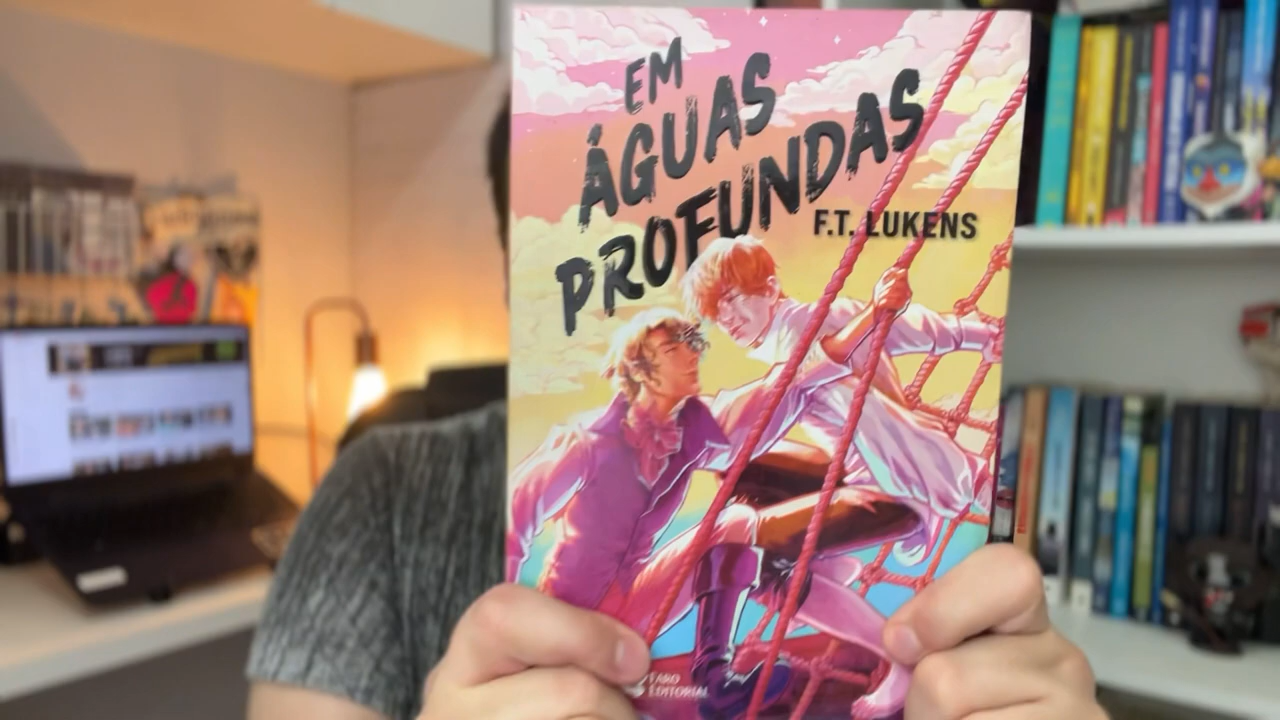 EM
ÁGUAS
PROFUNDAS
F.T. LUKENS
FARO
EDITORIAL